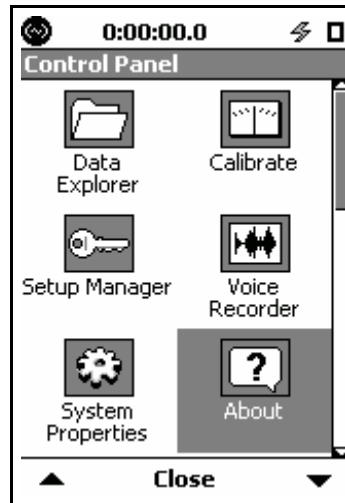 0:00:00.0
Control Panel
Data
Explorer
Calibrate
Setup Manager
Voice
Recorder
System
Properties
?
About
Close